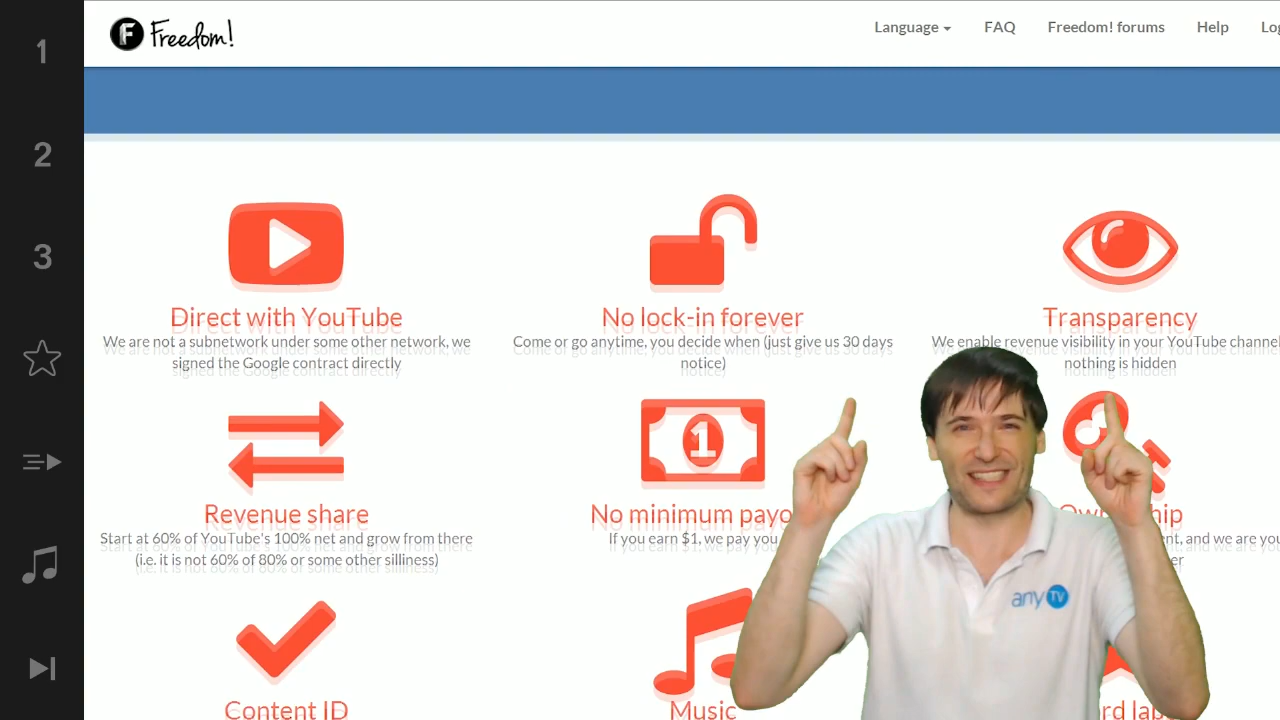 1
2
3
F Freedom!
Language FAQ Freedom! forums Help
Direct with YouTube
We are not a subnetwork under some other network, we
signed the Google contract directly
No lock-in forever
Come or go anytime, you decide when (just give us 30 days
notice)
Transparency
We enable revenue visibility in your YouTube channel
nothing is hidden
Revenue share
Start at 60% of YouTube's 100% net and grow from there
(i.e. it is not 60% of 80% or some other silliness)
1
No minimum payo
If you earn $1, we pay you
and we are you
Content ID
Music
any TV